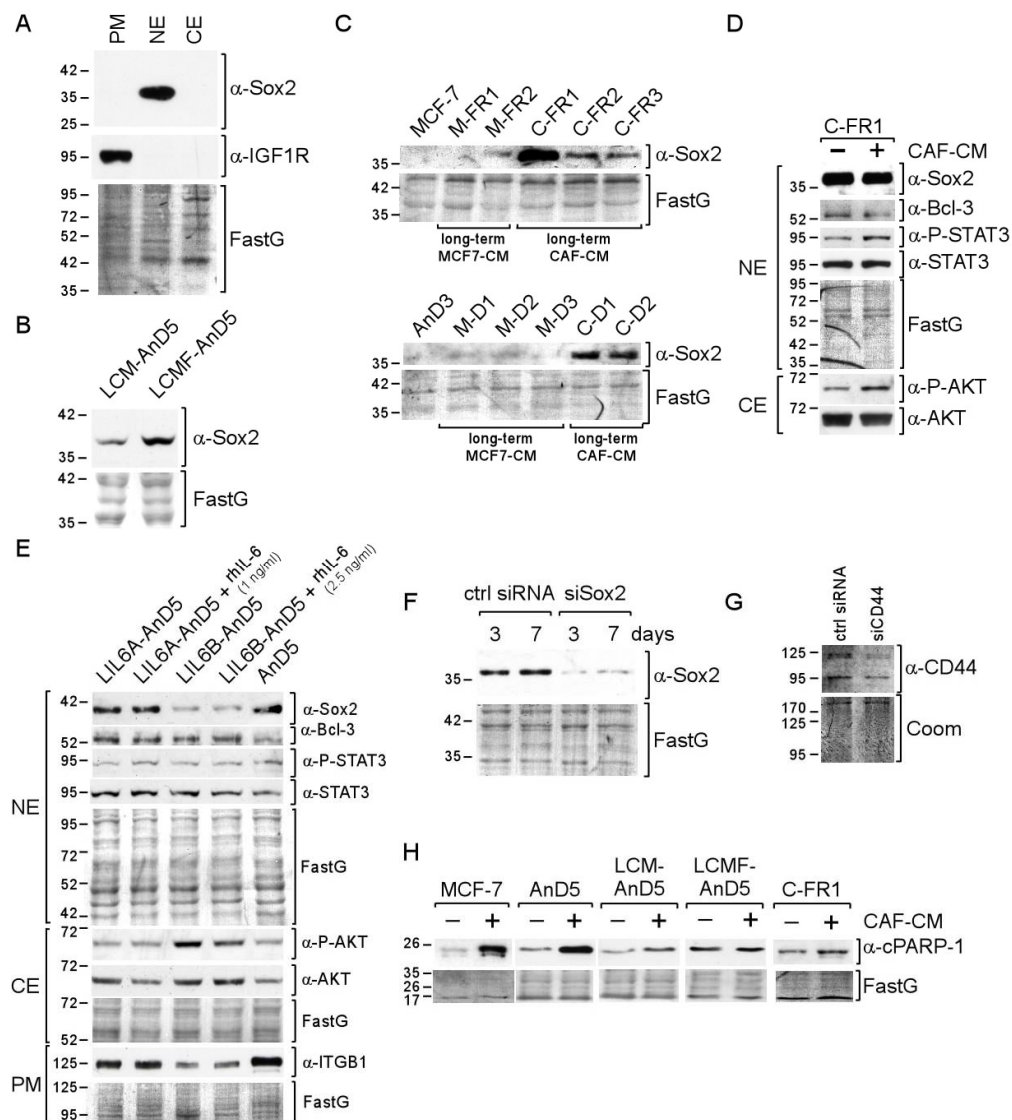 A
PM NE CE
42
35
25
α-Sox2
95
α-IGF1R
95
72
52
42
35
FastG
B
LCM-AnD5 LCMF-AnD5
42
35
α-Sox2
42
35
FastG
C
MCF-7 M-FR1 M-FR2 C-FR1 C-FR2 C-FR3
35
α-Sox2
52
42
35
FastG
long-term MCF7-CM
long-term CAF-CM
AnD3 M-D1 M-D2 M-D3 C-D1 C-D2
35
α-Sox2
52
42
35
FastG
long-term MCF7-CM
long-term CAF-CM
D
C-FR1
− + CAF-CM
NE
35
α-Sox2
52
α-Bcl-3
95
α-P-STAT3
95
α-STAT3
95
72
52
42
35
FastG
CE
72
α-P-AKT
72
α-AKT
E
LIL6A-AnD5
LIL6A-AnD5 + rhIL-6 (1 ng/ml)
LIL6B-AnD5
LIL6B-AnD5 + rhIL-6 (2.5 ng/ml)
AnD5
NE
42
α-Sox2
52
α-Bcl-3
95
α-P-STAT3
95
α-STAT3
95
72
52
42
FastG
CE
72
α-P-AKT
72
α-AKT
72
52
FastG
PM
125
α-ITGB1
125
95
FastG
F
ctrl siRNA siSox2
3 7 3 7 days
35
α-Sox2
42
35
FastG
G
ctrl siRNA siCD44
125
95
α-CD44
170
125
95
Coom
H
MCF-7 AnD5 LCM-AnD5 LCMF-AnD5 C-FR1
− + − + − + − + − + CAF-CM
26
α-cPARP-1
35
26
17
FastG